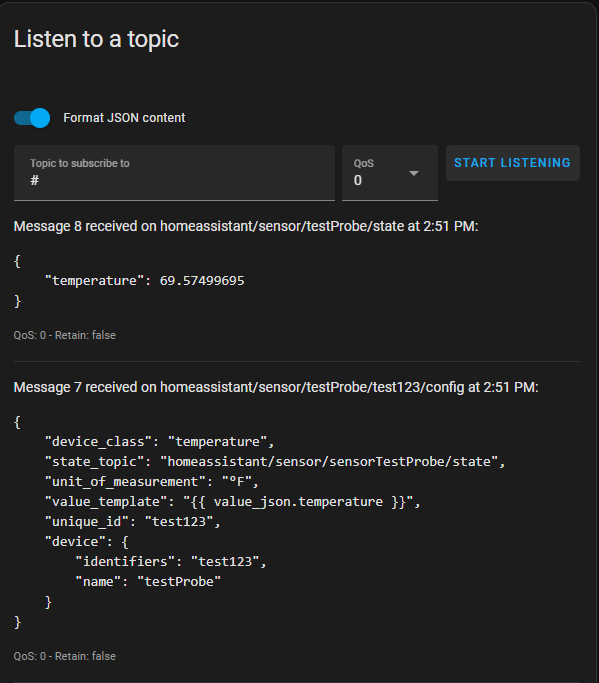 Listen to a topic
Format JSON content
Topic to subscribe to
#
QoS
0
START LISTENING
Message 8 received on homeassistant/sensor/testProbe/state at 2:51 PM:
{
    "temperature": 69.57499695
}
QoS: 0 - Retain: false
Message 7 received on homeassistant/sensor/testProbe/test123/config at 2:51 PM:
{
    "device_class": "temperature",
    "state_topic": "homeassistant/sensor/sensorTestProbe/state",
    "unit_of_measurement": "°F",
    "value_template": "{{ value_json.temperature }}",
    "unique_id": "test123",
    "device": {
        "identifiers": "test123",
        "name": "testProbe"
    }
}
QoS: 0 - Retain: false